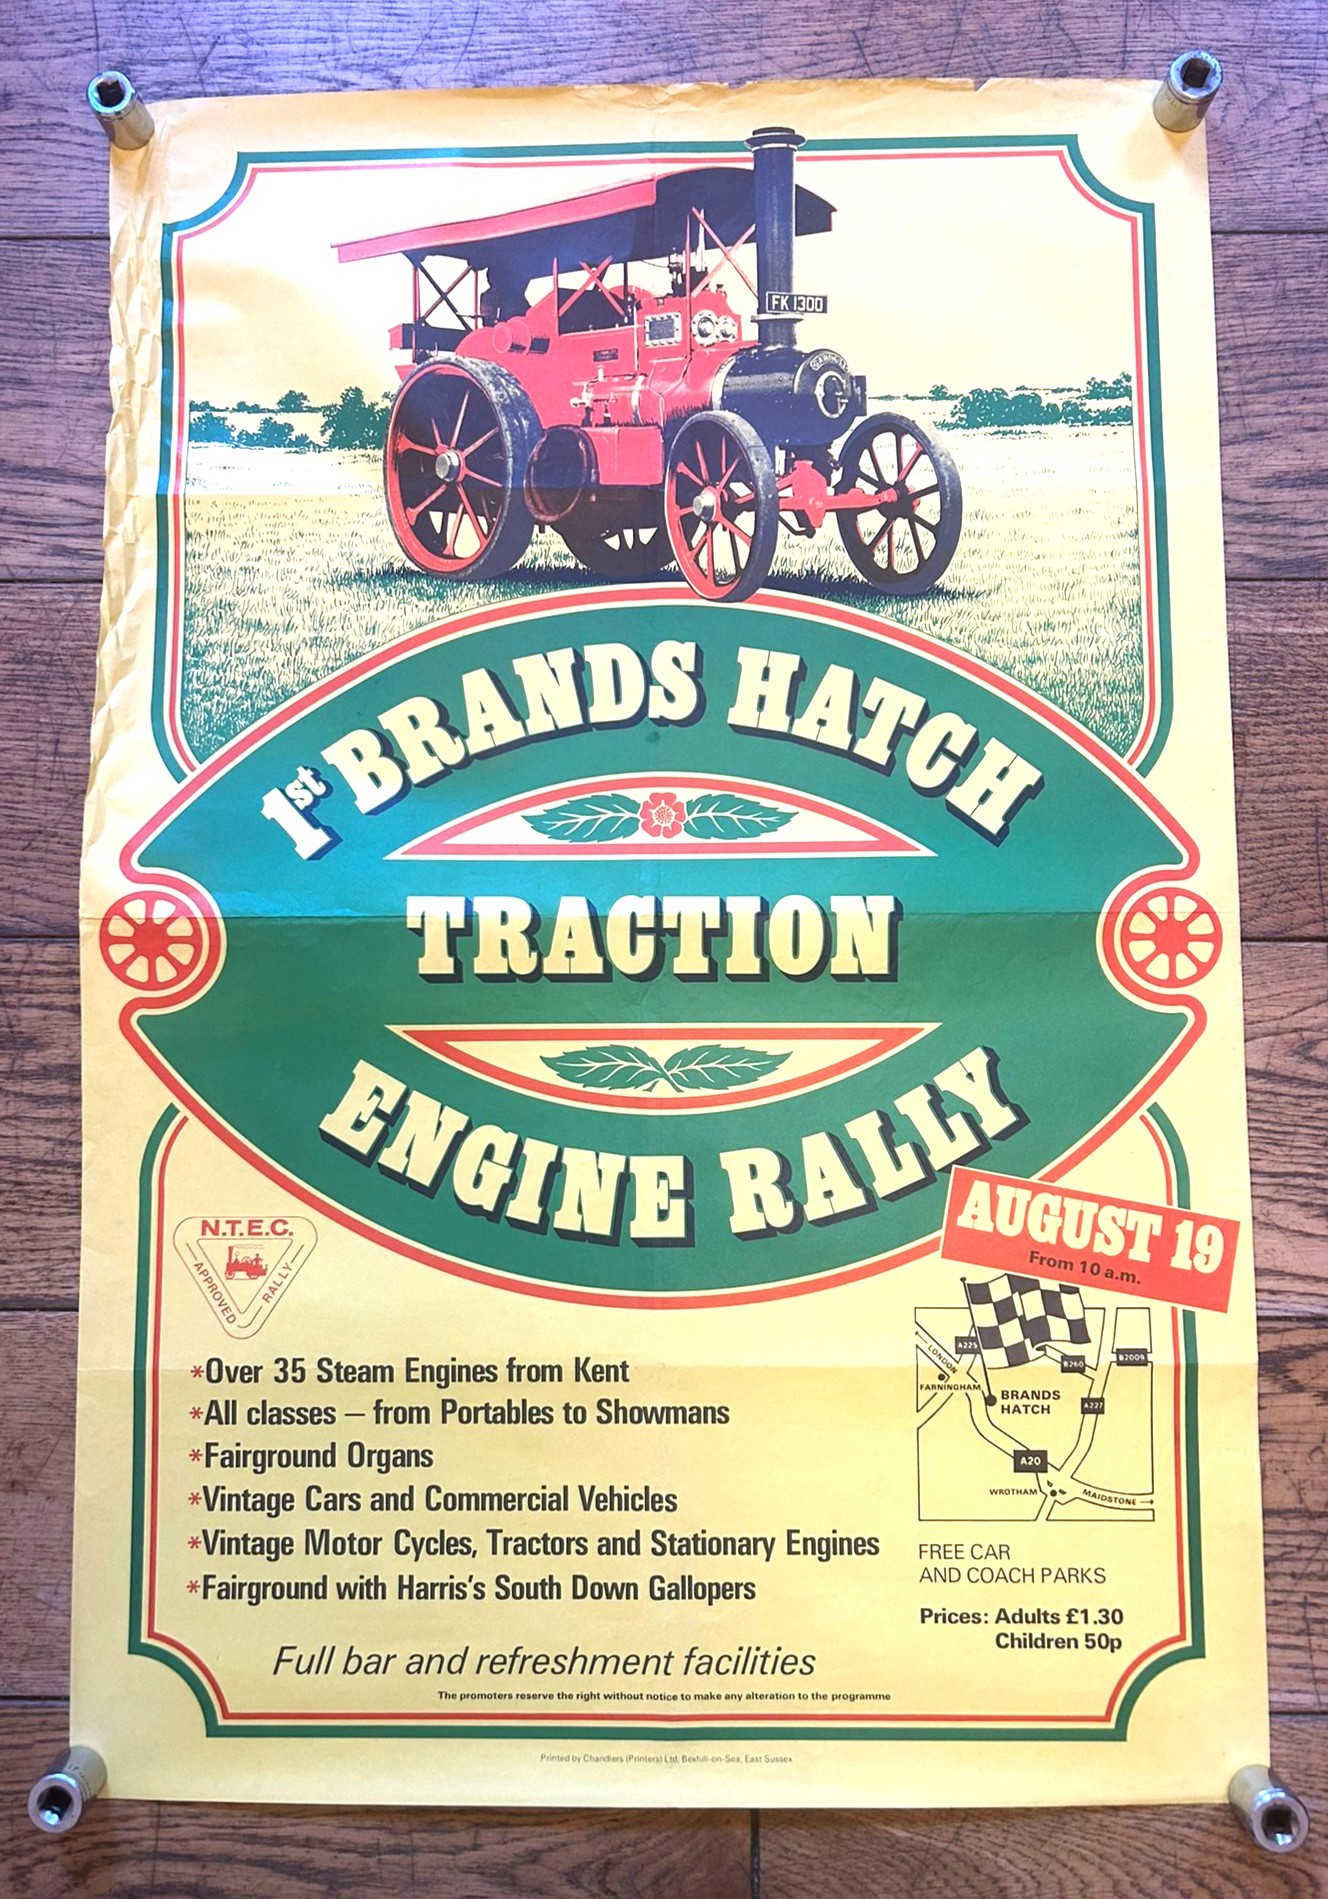 FK 1300
GARRETT
1st BRANDS HATCH
TRACTION
ENGINE RALLY
AUGUST 19
From 10 a.m.
N.T.E.C.
APPROVED RALLY
*Over 35 Steam Engines from Kent
*All classes – from Portables to Showmans
*Fairground Organs
*Vintage Cars and Commercial Vehicles
*Vintage Motor Cycles, Tractors and Stationary Engines
*Fairground with Harris's South Down Gallopers
Full bar and refreshment facilities
The promoters reserve the right without notice to make any alteration to the programme
A225
LONDON
FARNINGHAM
B260
B2009
BRANDS
HATCH
A227
A20
WROTHAM
MAIDSTONE
FREE CAR
AND COACH PARKS
Prices: Adults £1.30
Children 50p
Printed by Chandlers (Printers) Ltd. Bexhill-on-Sea, East Sussex